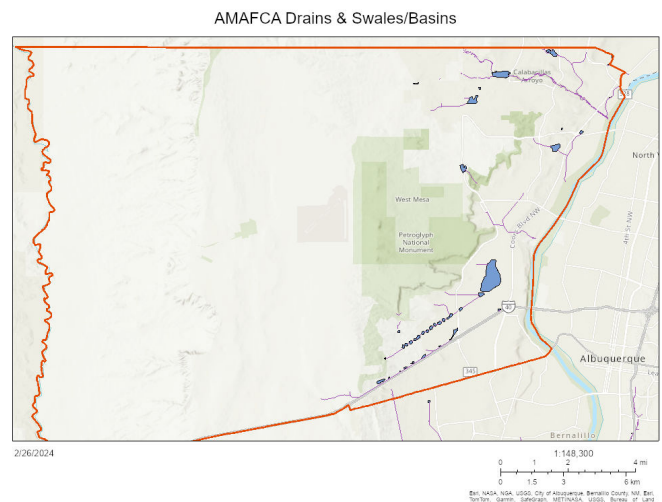 AMAFCA Drains & Swales/Basins
Calabacillas
Arroyo
North V
West Mesa
Coors Blvd NW
4th St NW
Petroglyph
National
Monument
40
Albuquerque
345
Lea
Bernalillo
2/26/2024
1:148,300
0 1 2 4 mi
0 1.5 3 6 km
Esri, NASA, NGA, USGS, City of Albuquerque, Bernalillo County, NM, Esri,
TomTom, Garmin, SafeGraph, METI/NASA, USGS, Bureau of Land